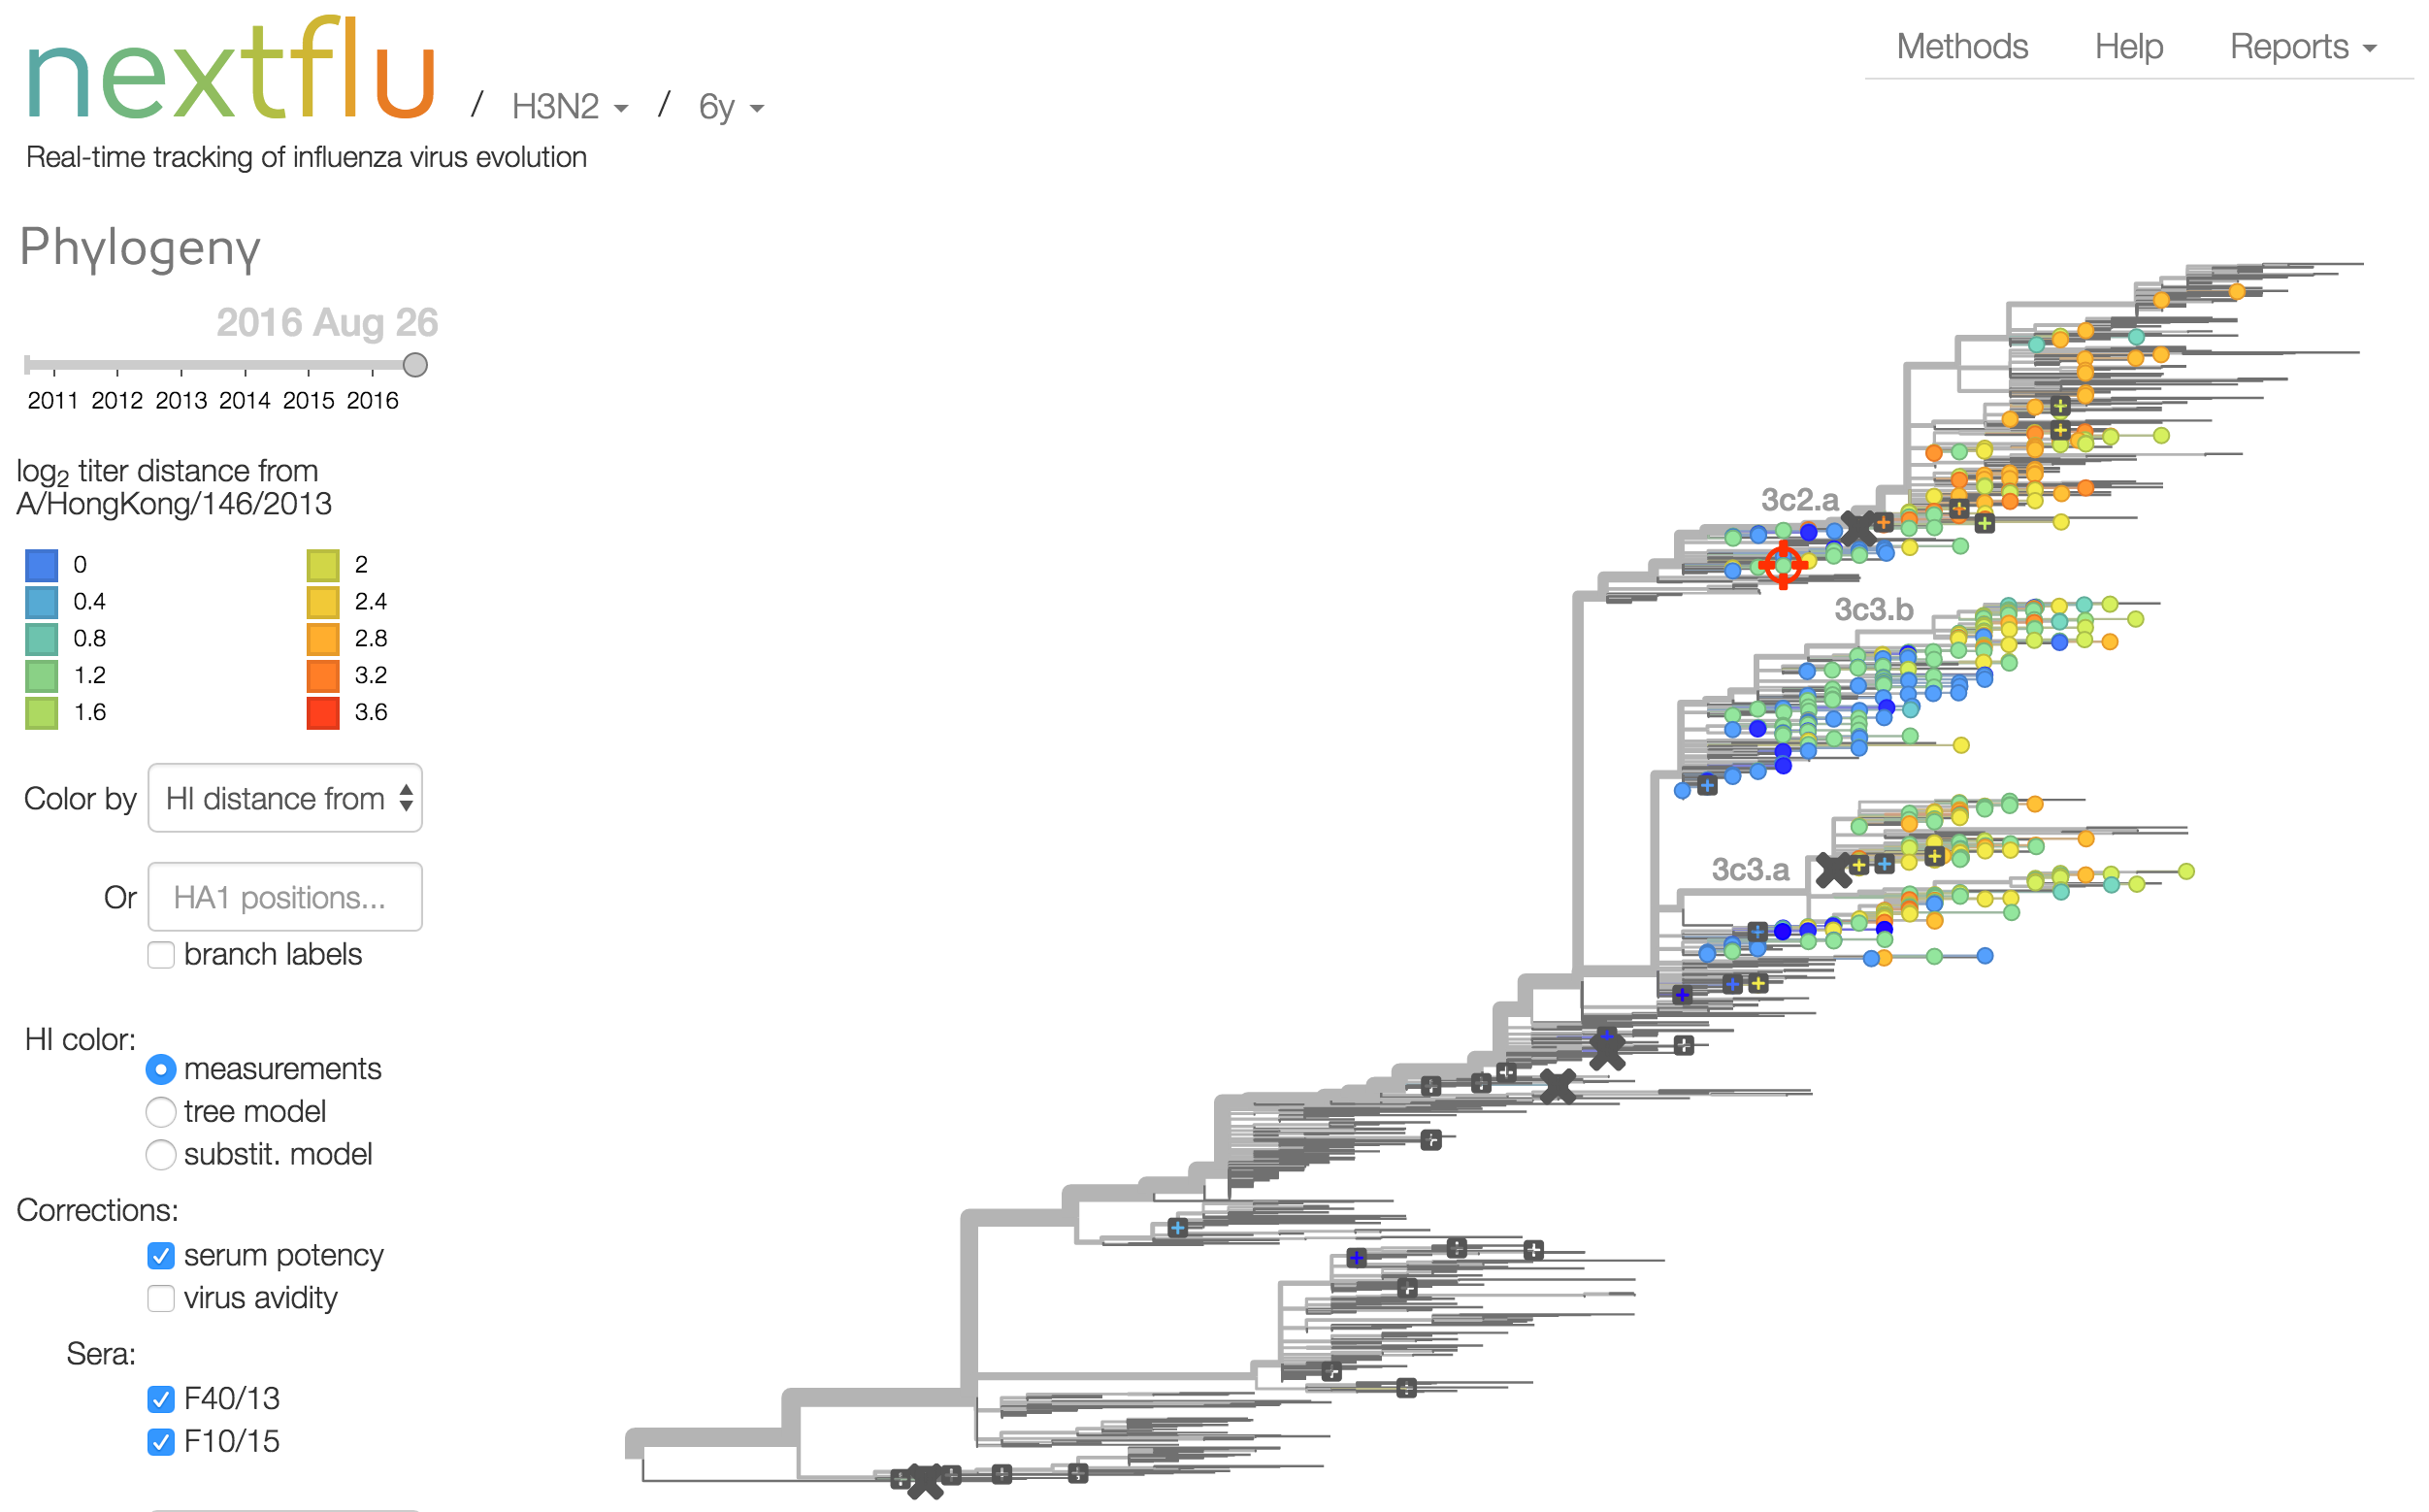 nextflu / H3N2 / 6y
Methods Help Reports
Real-time tracking of influenza virus evolution
Phylogeny
2016 Aug 26
2011 2012 2013 2014 2015 2016
log2 titer distance from
A/HongKong/146/2013
0 2
0.4 2.4
0.8 2.8
1.2 3.2
1.6 3.6
Color by HI distance from
Or HA1 positions...
branch labels
HI color:
measurements
tree model
substit. model
Corrections:
serum potency
virus avidity
Sera:
F40/13
F10/15
3c2.a
3c3.b
3c3.a